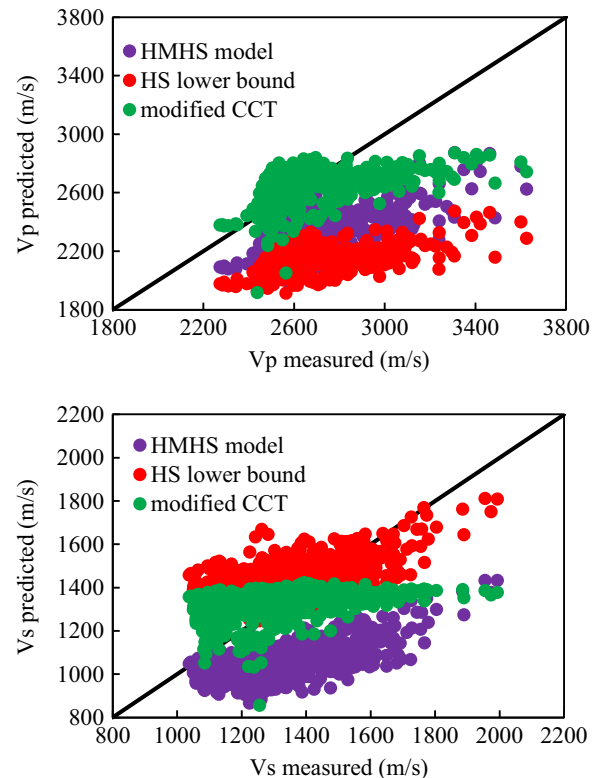 3800
3400
3000
2600
2200
1800
Vp predicted (m/s)
HMHS model
HS lower bound
modified CCT
1800 2200 2600 3000 3400 3800
Vp measured (m/s)
2200
2000
1800
1600
1400
1200
1000
800
Vs predicted (m/s)
HMHS model
HS lower bound
modified CCT
800 1000 1200 1400 1600 1800 2000 2200
Vs measured (m/s)